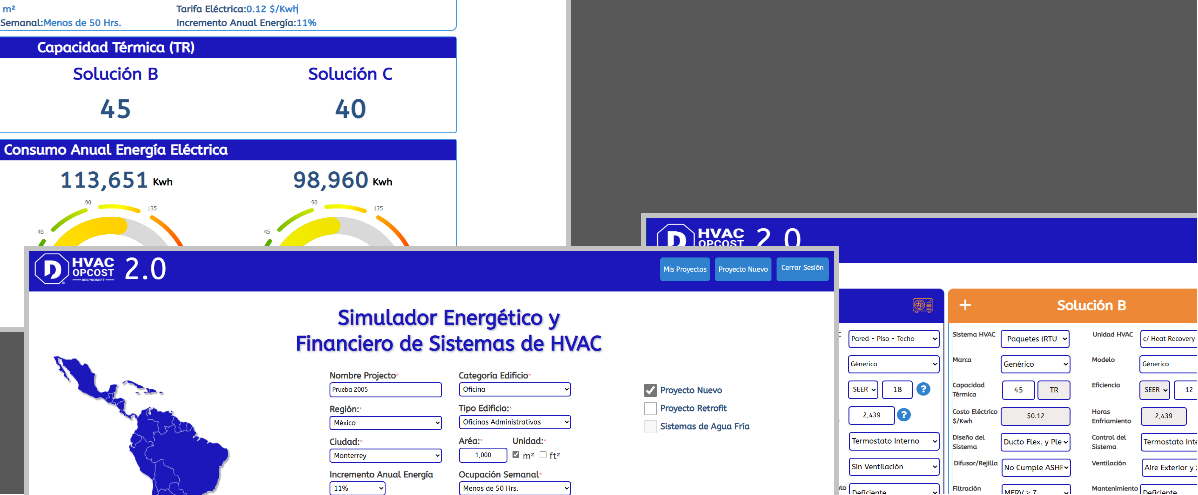 m²
Tarifa Eléctrica:0.12 $/Kwh
Semanal:Menos de 50 Hrs.
Incremento Anual Energía:11%
Capacidad Térmica (TR)
Solución B
Solución C
45
40
Consumo Anual Energía Eléctrica
113,651 Kwh
98,960 Kwh
45
90
135
45
90
135
D HVAC OPCOST 2.0
Mis Proyectos
Proyecto Nuevo
Cerrar Sesión
Simulador Energético y
Financiero de Sistemas de HVAC
Nombre Projecto*
Prueba 2005
Región:*
México
Ciudad:*
Monterrey
Incremento Anual Energía
11%
Categoría Edificio*
Oficina
Tipo Edificio:*
Oficinas Administrativas
Area:* Unidad:*
1,000 m² ft²
Ocupación Semanal*
Menos de 50 Hrs.
Proyecto Nuevo
Proyecto Retrofit
Sistemas de Agua Fría
D HVAC OPCOST 2.0
Pared - Piso - Techo
Génerico
SEER 18 ?
2,439 ?
Termostato Interno
Sin Ventilación
Deficiente
+ Solución B
Sistema HVAC Paquetes (RTU Unidad HVAC c/ Heat Recovery
Marca Genérico Modelo Génerico
Capacidad Térmica 45 TR Eficiencia SEER 12
Costo Eléctrico $/Kwh $0.12 Horas Enfriamiento 2,439
Diseño del Sistema Ducto Flex. y Ple Control del Sistema Termostato Inte
Difusor/Rejilla No Cumple ASHF Ventilación Aire Exterior y
Filtración MERV > 7 Mantenimiento Deficiente